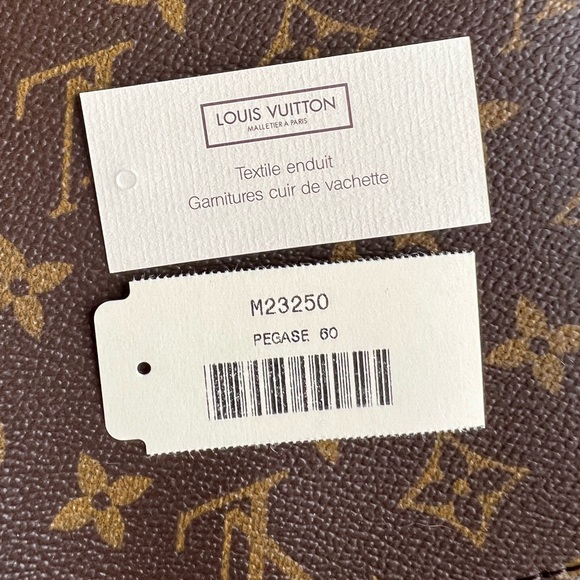 LOUIS VUITTON
MALLETIER A PARIS
Textile enduit
Garnitures cuir de vachette
M23250
PEGASE 60